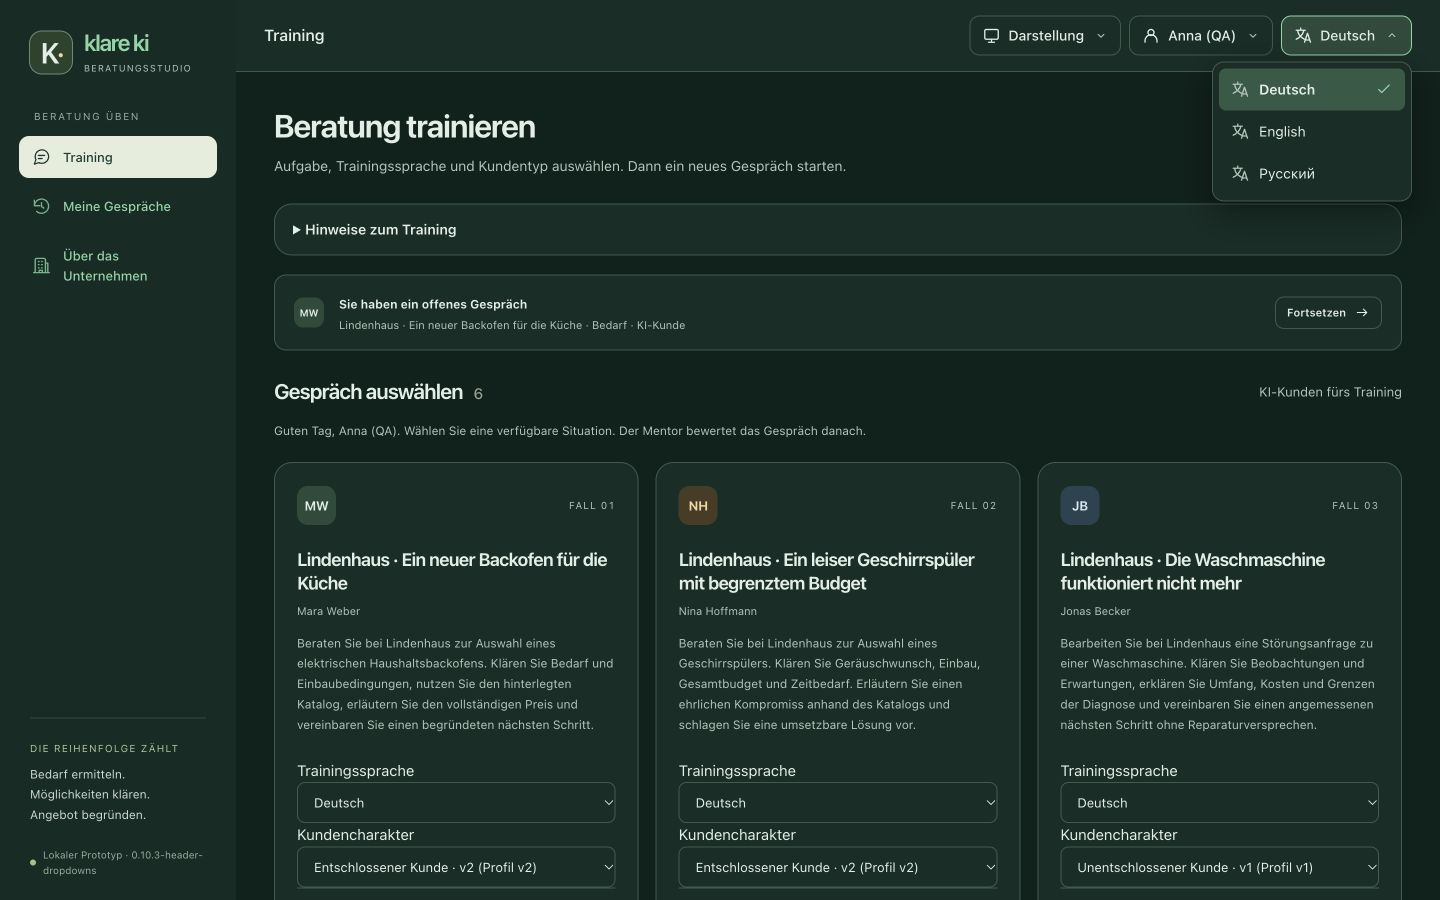 K
klare ki
BERATUNGSSTUDIO
BERATUNG ÜBEN
Training
Meine Gespräche
Über das
Unternehmen
DIE REIHENFOLGE ZÄHLT
Bedarf ermitteln.
Möglichkeiten klären.
Angebot begründen.
Lokaler Prototyp · 0.10.3-header-
dropdowns
Training
Darstellung
Anna (QA)
Deutsch
Deutsch
English
Русский
Beratung trainieren
Aufgabe, Trainingssprache und Kundentyp auswählen. Dann ein neues Gespräch starten.
Hinweise zum Training
MW
Sie haben ein offenes Gespräch
Lindenhaus · Ein neuer Backofen für die Küche · Bedarf · KI-Kunde
Fortsetzen
Gespräch auswählen 6
KI-Kunden fürs Training
Guten Tag, Anna (QA). Wählen Sie eine verfügbare Situation. Der Mentor bewertet das Gespräch danach.
MW
FALL 01
Lindenhaus · Ein neuer Backofen für die
Küche
Mara Weber
Beraten Sie bei Lindenhaus zur Auswahl eines
elektrischen Haushaltsbackofens. Klären Sie Bedarf und
Einbaubedingungen, nutzen Sie den hinterlegten
Katalog, erläutern Sie den vollständigen Preis und
vereinbaren Sie einen begründeten nächsten Schritt.
Trainingssprache
Deutsch
Kundencharakter
Entschlossener Kunde · v2 (Profil v2)
NH
FALL 02
Lindenhaus · Ein leiser Geschirrspüler
mit begrenztem Budget
Nina Hoffmann
Beraten Sie bei Lindenhaus zur Auswahl eines
Geschirrspülers. Klären Sie Geräuschwunsch, Einbau,
Gesamtbudget und Zeitbedarf. Erläutern Sie einen
ehrlichen Kompromiss anhand des Katalogs und
schlagen Sie eine umsetzbare Lösung vor.
Trainingssprache
Deutsch
Kundencharakter
Entschlossener Kunde · v2 (Profil v2)
JB
FALL 03
Lindenhaus · Die Waschmaschine
funktioniert nicht mehr
Jonas Becker
Bearbeiten Sie bei Lindenhaus eine Störungsanfrage zu
einer Waschmaschine. Klären Sie Beobachtungen und
Erwartungen, erklären Sie Umfang, Kosten und Grenzen
der Diagnose und vereinbaren Sie einen angemessenen
nächsten Schritt ohne Reparaturversprechen.
Trainingssprache
Deutsch
Kundencharakter
Unentschlossener Kunde · v1 (Profil v1)